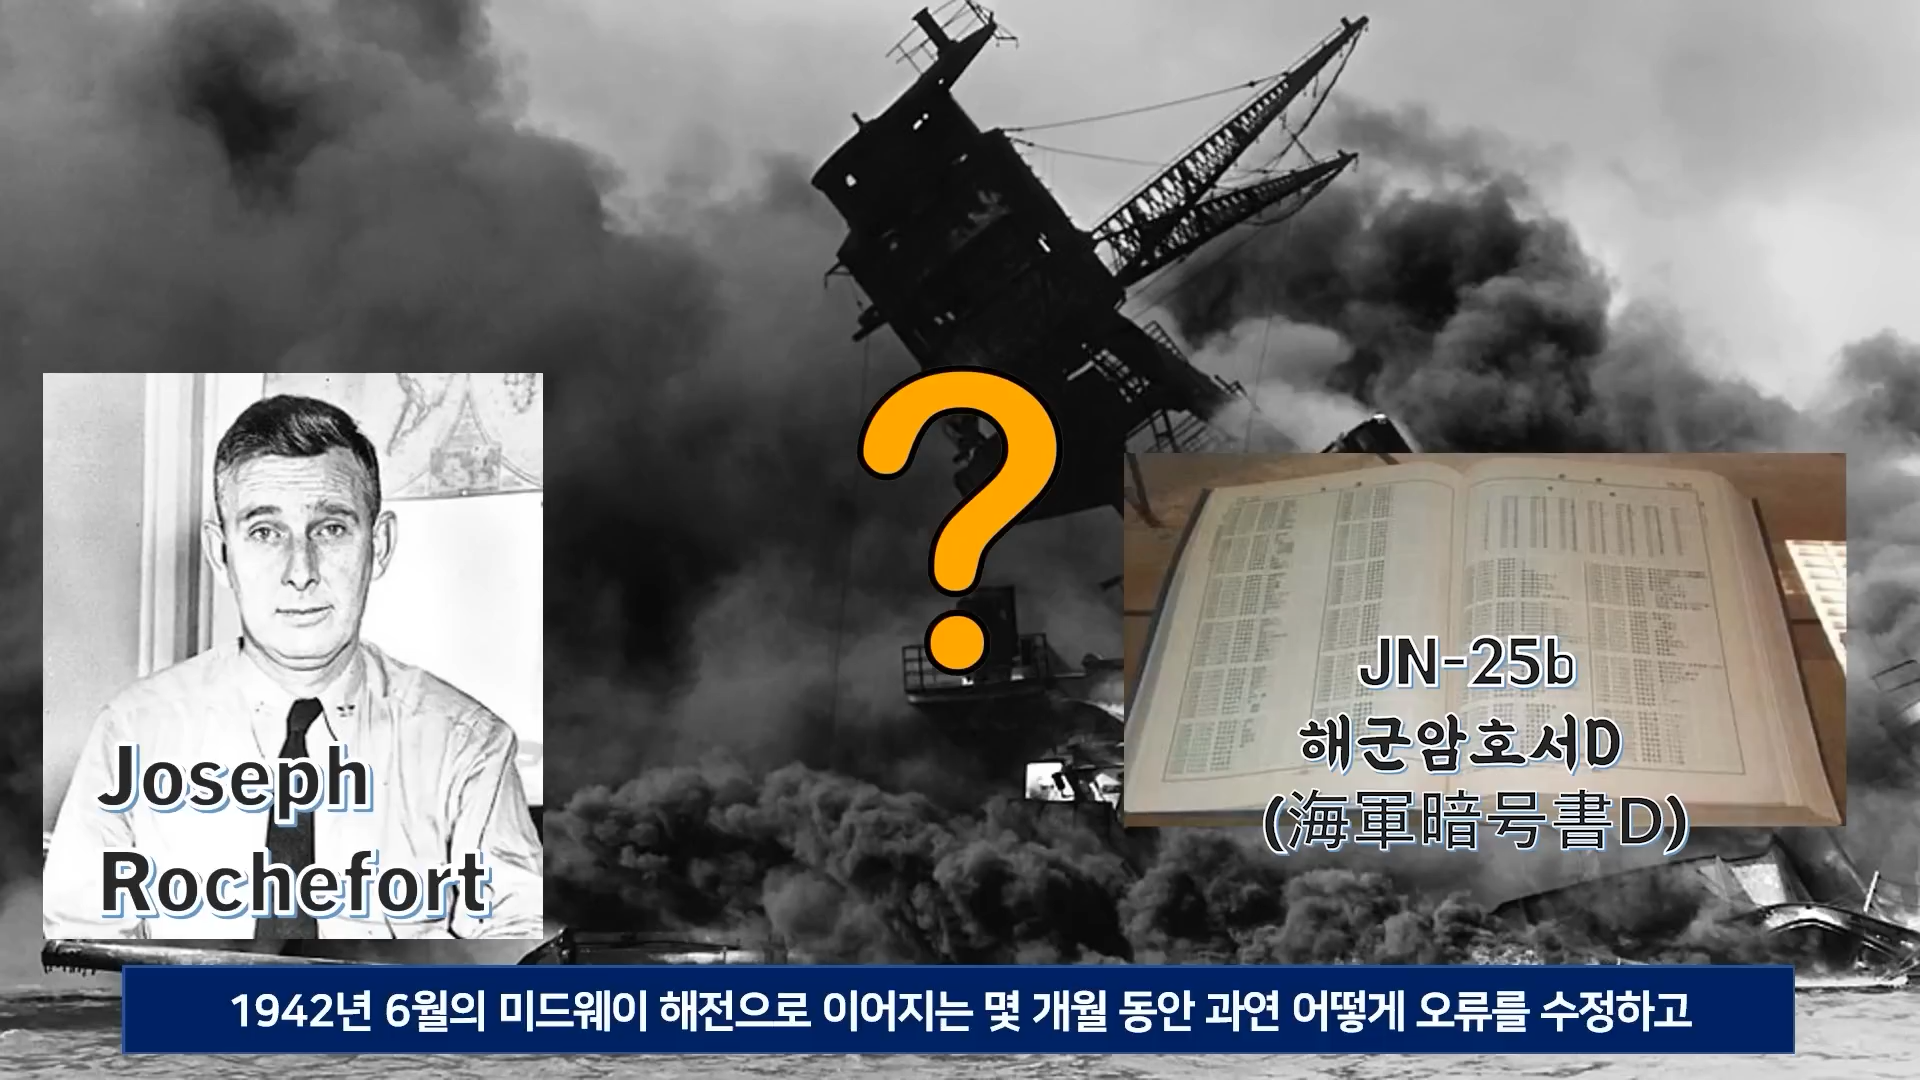 Joseph
Rochefort
JN-25b
해군암호서D
(海軍暗号書D)
1942년 6월의 미드웨이 해전으로 이어지는 몇 개월 동안 과연 어떻게 오류를 수정하고